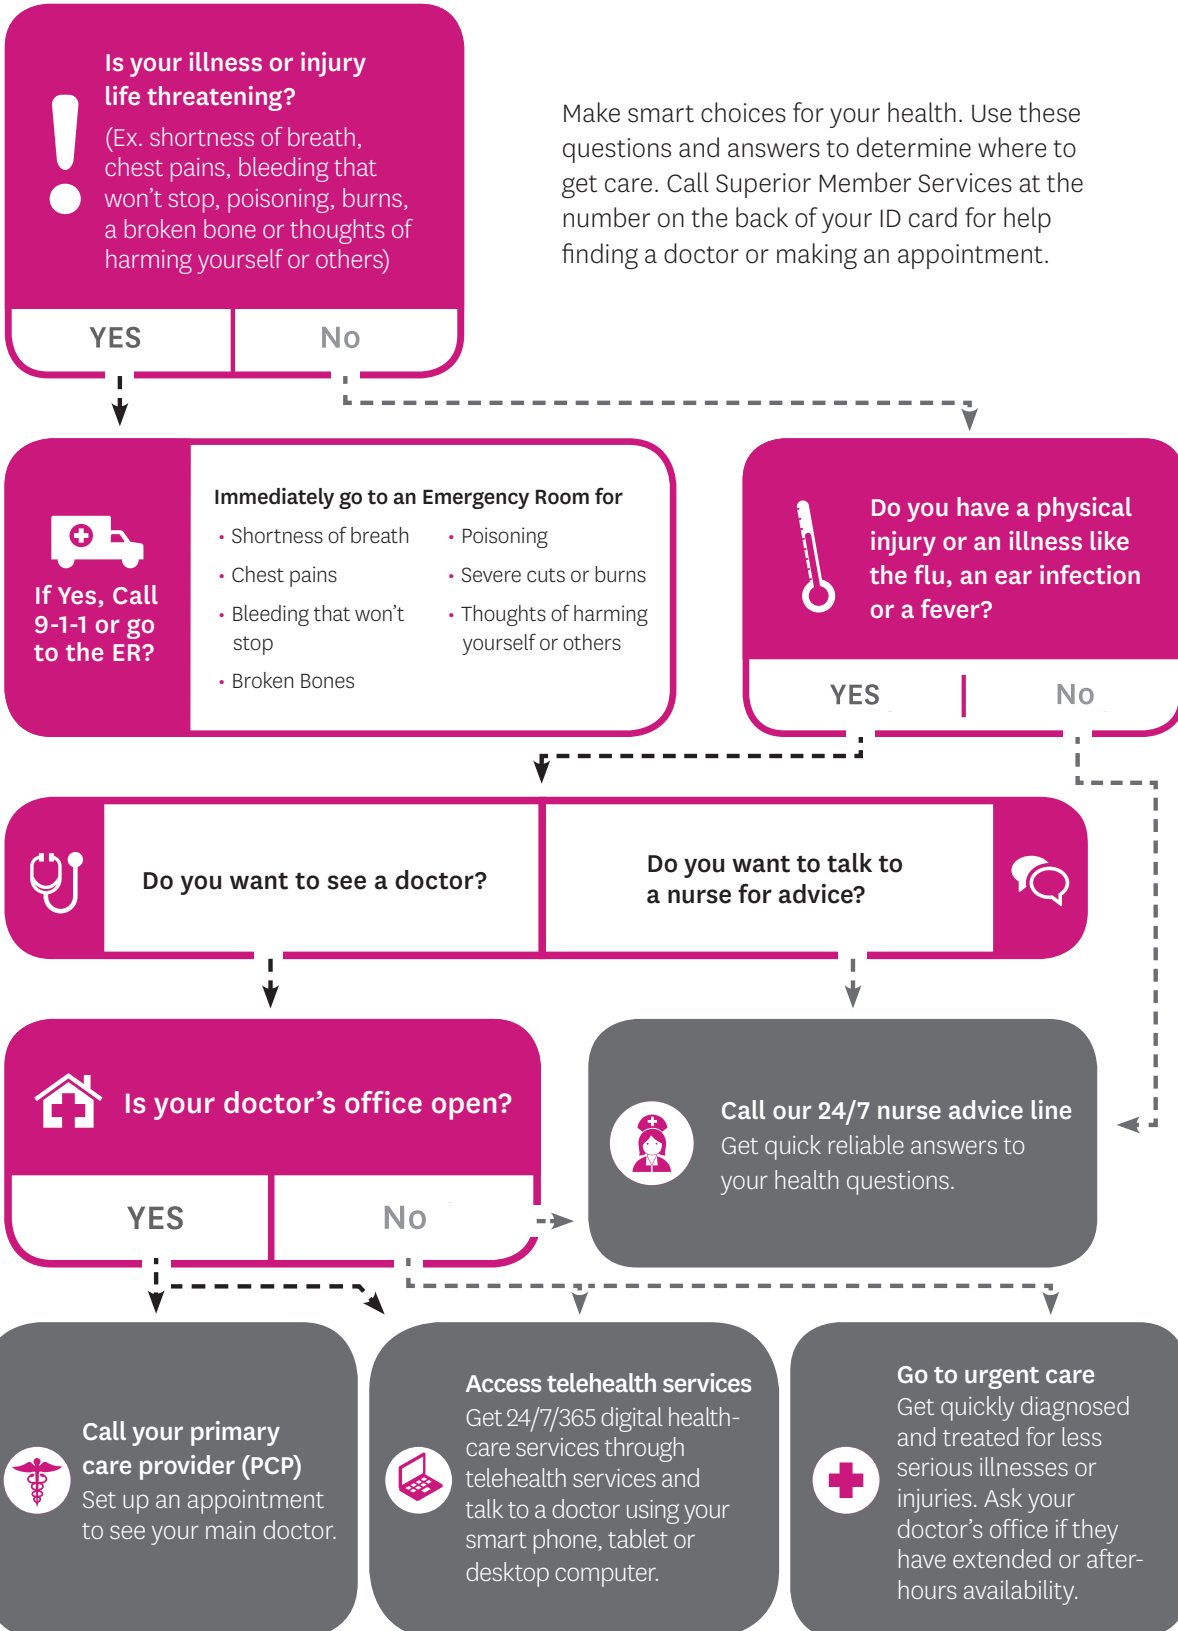 Is your illness or injury
life threatening?
(Ex. shortness of breath,
chest pains, bleeding that
won't stop, poisoning, burns,
a broken bone or thoughts of
harming yourself or others)
YES
No
Make smart choices for your health. Use these
questions and answers to determine where to
get care. Call Superior Member Services at the
number on the back of your ID card for help
finding a doctor or making an appointment.
If Yes, Call
9-1-1 or go
to the ER?
Immediately go to an Emergency Room for
• Shortness of breath
• Chest pains
• Bleeding that won't
stop
• Broken Bones
• Poisoning
• Severe cuts or burns
• Thoughts of harming
yourself or others
Do you have a physical
injury or an illness like
the flu, an ear infection
or a fever?
YES
No
Do you want to see a doctor?
Do you want to talk to
a nurse for advice?
Is your doctor's office open?
YES
No
Call our 24/7 nurse advice line
Get quick reliable answers to
your health questions.
Call your primary
care provider (PCP)
Set up an appointment
to see your main doctor.
Access telehealth services
Get 24/7/365 digital health-
care services through
telehealth services and
talk to a doctor using your
smart phone, tablet or
desktop computer.
Go to urgent care
Get quickly diagnosed
and treated for less
serious illnesses or
injuries. Ask your
doctor's office if they
have extended or after-
hours availability.